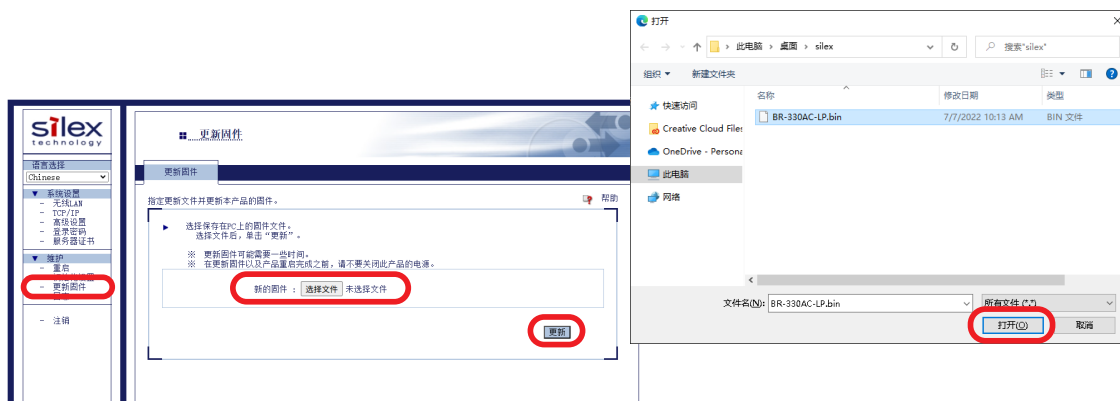 silex
technology
语言选择
Chinese
▼ 系统设置
- 无线LAN
- TCP/IP
- 高级设置
- 登录密码
- 服务器证书
▼ 维护
- 重启
- 更新固件
- 注销
更新固件
更新固件
指定更新文件并更新本产品的固件。
帮助
▶ 选择保存在PC上的固件文件。
选择文件后，单击“更新”。
※ 更新固件可能需要一些时间。
※ 在更新固件以及产品重启完成之前，请不要关闭此产品的电源。
新的固件 : 选择文件 未选择文件
更新
打开
此电脑 › 桌面 › silex
搜索"silex"
组织 ▼ 新建文件夹
快速访问
Creative Cloud Files
OneDrive - Persona
此电脑
网络
名称 修改日期 类型
BR-330AC-LP.bin 7/7/2022 10:13 AM BIN 文件
文件名(N): BR-330AC-LP.bin 所有文件 (*.*)
打开(O) 取消